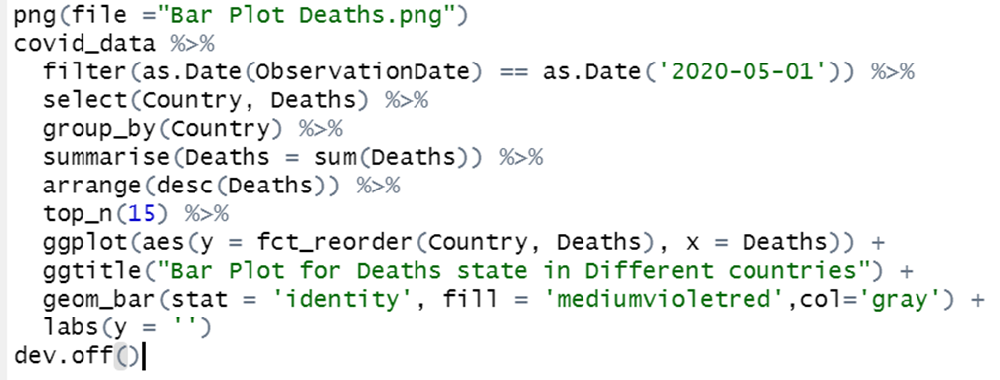 png(file ="Bar Plot Deaths.png")
covid_data %>%
  filter(as.Date(ObservationDate) == as.Date('2020-05-01')) %>%
  select(Country, Deaths) %>%
  group_by(Country) %>%
  summarise(Deaths = sum(Deaths)) %>%
  arrange(desc(Deaths)) %>%
  top_n(15) %>%
  ggplot(aes(y = fct_reorder(Country, Deaths), x = Deaths)) +
  ggtitle("Bar Plot for Deaths state in Different countries") +
  geom_bar(stat = 'identity', fill = 'mediumvioletred',col='gray') +
  labs(y = '')
dev.off()